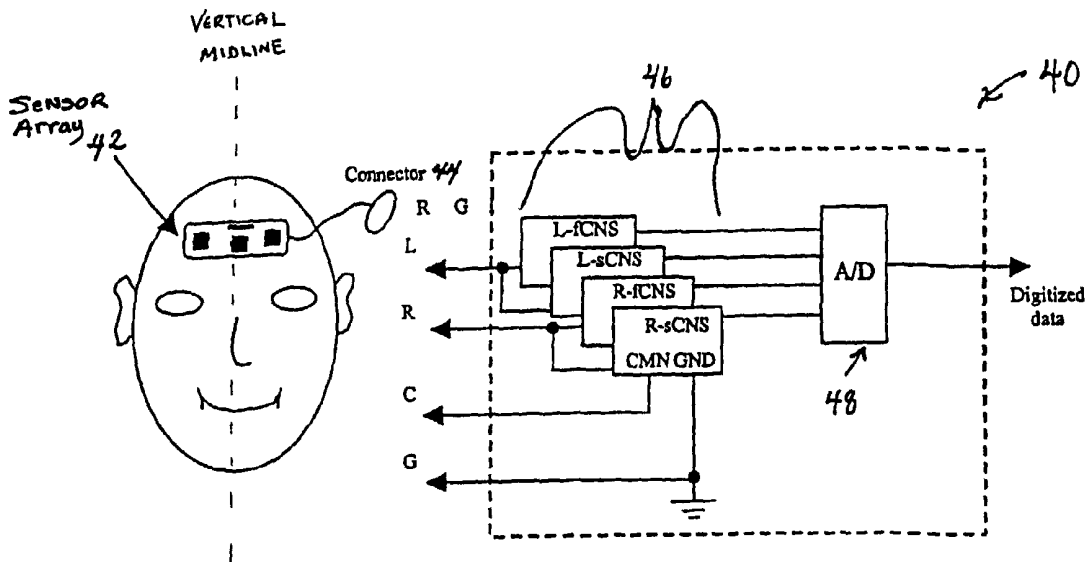 VERTICAL
MIDLINE
SENSOR
Array
42
46
40
Connector 44
R G
L
L-fCNS
L-sCNS
R-fCNS
R-sCNS
CMN GND
A/D
Digitized
data
R
48
C
G